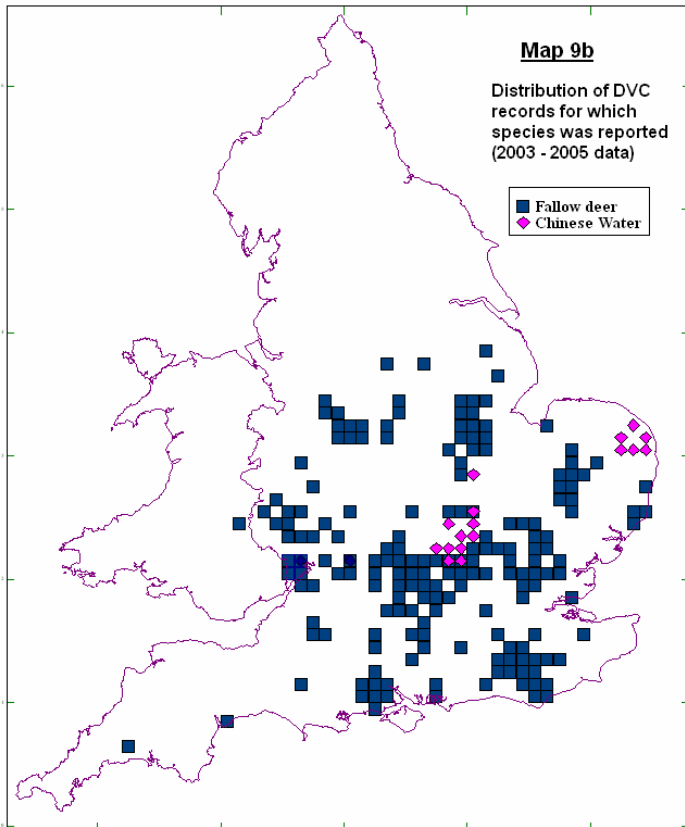 Map 9b
Distribution of DVC
records for which
species was reported
(2003 - 2005 data)
Fallow deer
Chinese Water